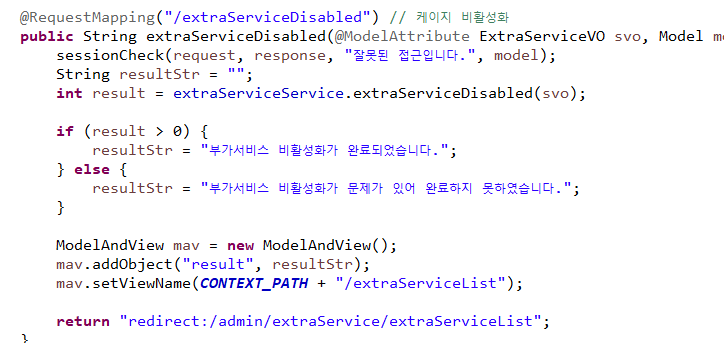 @RequestMapping("/extraServiceDisabled") // 케이지 비활성화
public String extraServiceDisabled(@ModelAttribute ExtraServiceVO svo, Model
sessionCheck(request, response, "잘못된 접근입니다.", model);
String resultStr = "";
int result = extraServiceService.extraServiceDisabled(svo);
if (result > 0) {
resultStr = "부가서비스 비활성화가 완료되었습니다.";
} else {
resultStr = "부가서비스 비활성화가 문제가 있어 완료하지 못하였습니다.";
}
ModelAndView mav = new ModelAndView();
mav.addObject("result", resultStr);
mav.setViewName(CONTEXT_PATH + "/extraServiceList");
return "redirect:/admin/extraService/extraServiceList";
}